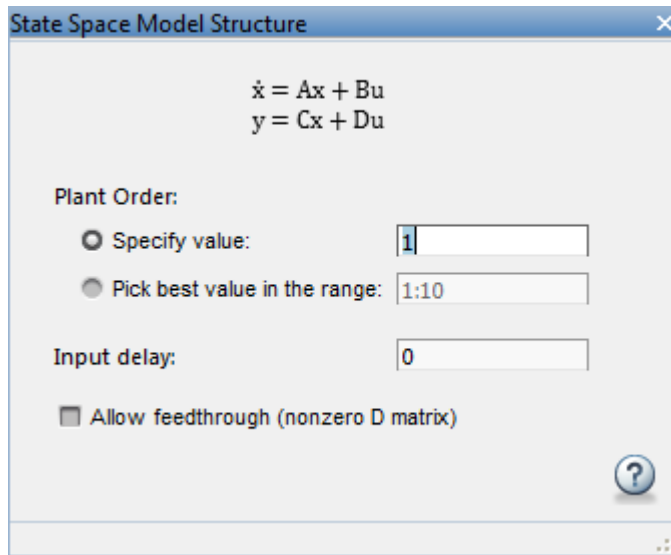 State Space Model Structure
ẋ = Ax + Bu
y = Cx + Du
Plant Order:
Specify value: 1
Pick best value in the range: 1:10
Input delay: 0
Allow feedthrough (nonzero D matrix)
?